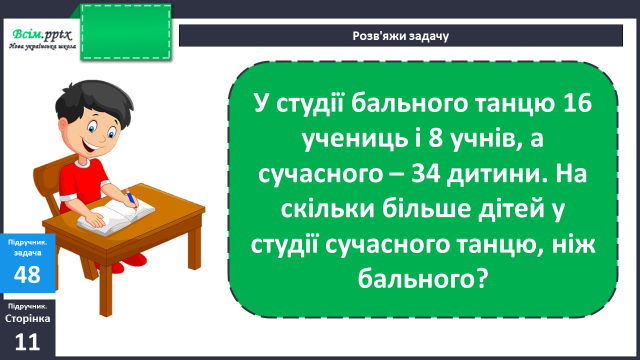 Всім.pptx
Нова українська школа
Розв'яжи задачу
У студії бального танцю 16
учениць і 8 учнів, а
сучасного – 34 дитини. На
скільки більше дітей у
студії сучасного танцю, ніж
бального?
Підручник.
задача
48
Підручник.
Сторінка
11